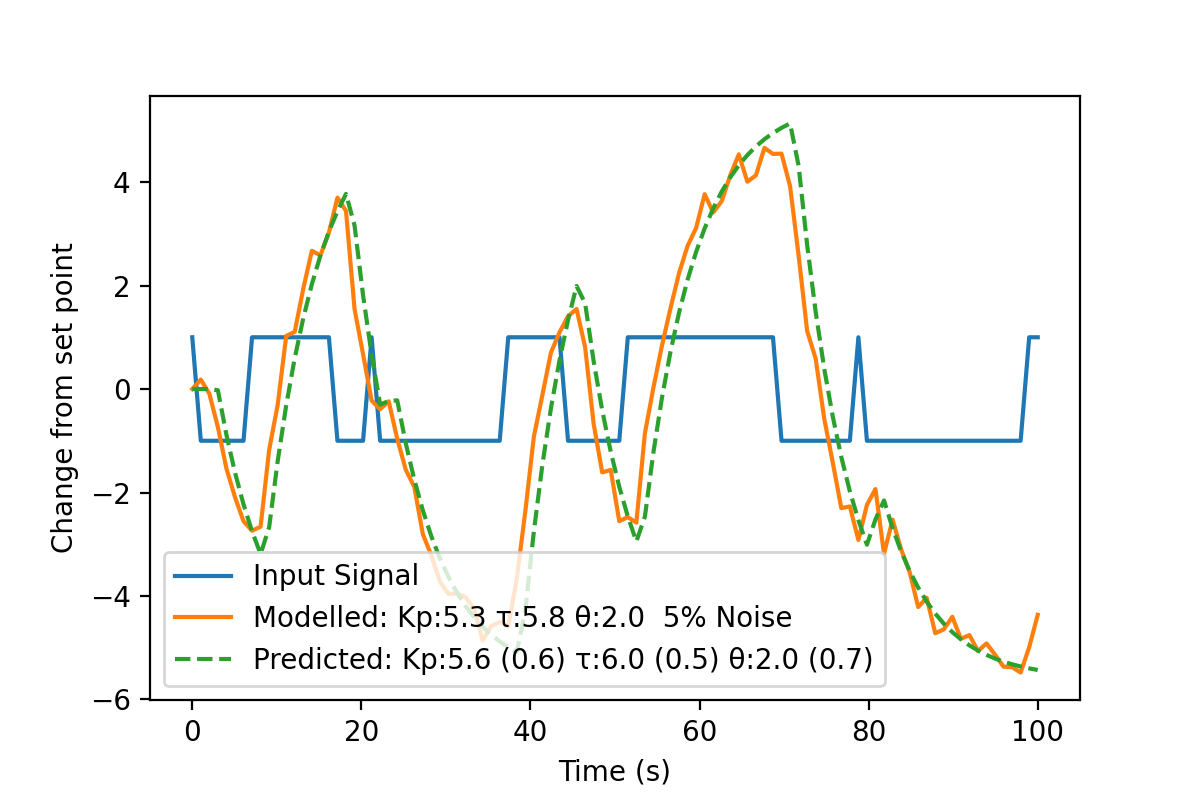 Change from set point
4
2
0
−2
−4
−6
Input Signal
Modelled: Kp:5.3 τ:5.8 θ:2.0  5% Noise
Predicted: Kp:5.6 (0.6) τ:6.0 (0.5) θ:2.0 (0.7)
0 20 40 60 80 100
Time (s)